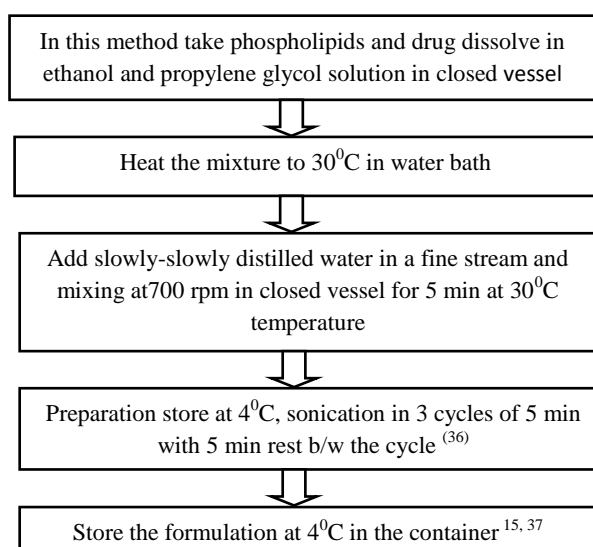 In this method take phospholipids and drug dissolve in
ethanol and propylene glycol solution in closed vessel
Heat the mixture to 30⁰C in water bath
Add slowly-slowly distilled water in a fine stream and
mixing at700 rpm in closed vessel for 5 min at 30⁰C
temperature
Preparation store at 4⁰C, sonication in 3 cycles of 5 min
with 5 min rest b/w the cycle ⁽³⁶⁾
Store the formulation at 4⁰C in the container ¹⁵, ³⁷